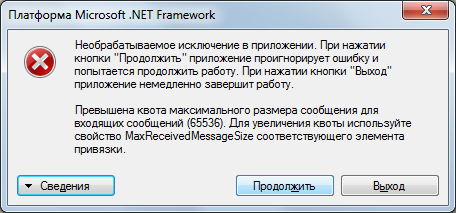 Платформа Microsoft .NET Framework
Необрабатываемое исключение в приложении. При нажатии
кнопки "Продолжить" приложение проигнорирует ошибку и
попытается продолжить работу. При нажатии кнопки "Выход"
приложение немедленно завершит работу.
Превышена квота максимального размера сообщения для
входящих сообщений (65536). Для увеличения квоты используйте
свойство MaxReceivedMessageSize соответствующего элемента
привязки.
Сведения
Продолжить
Выход